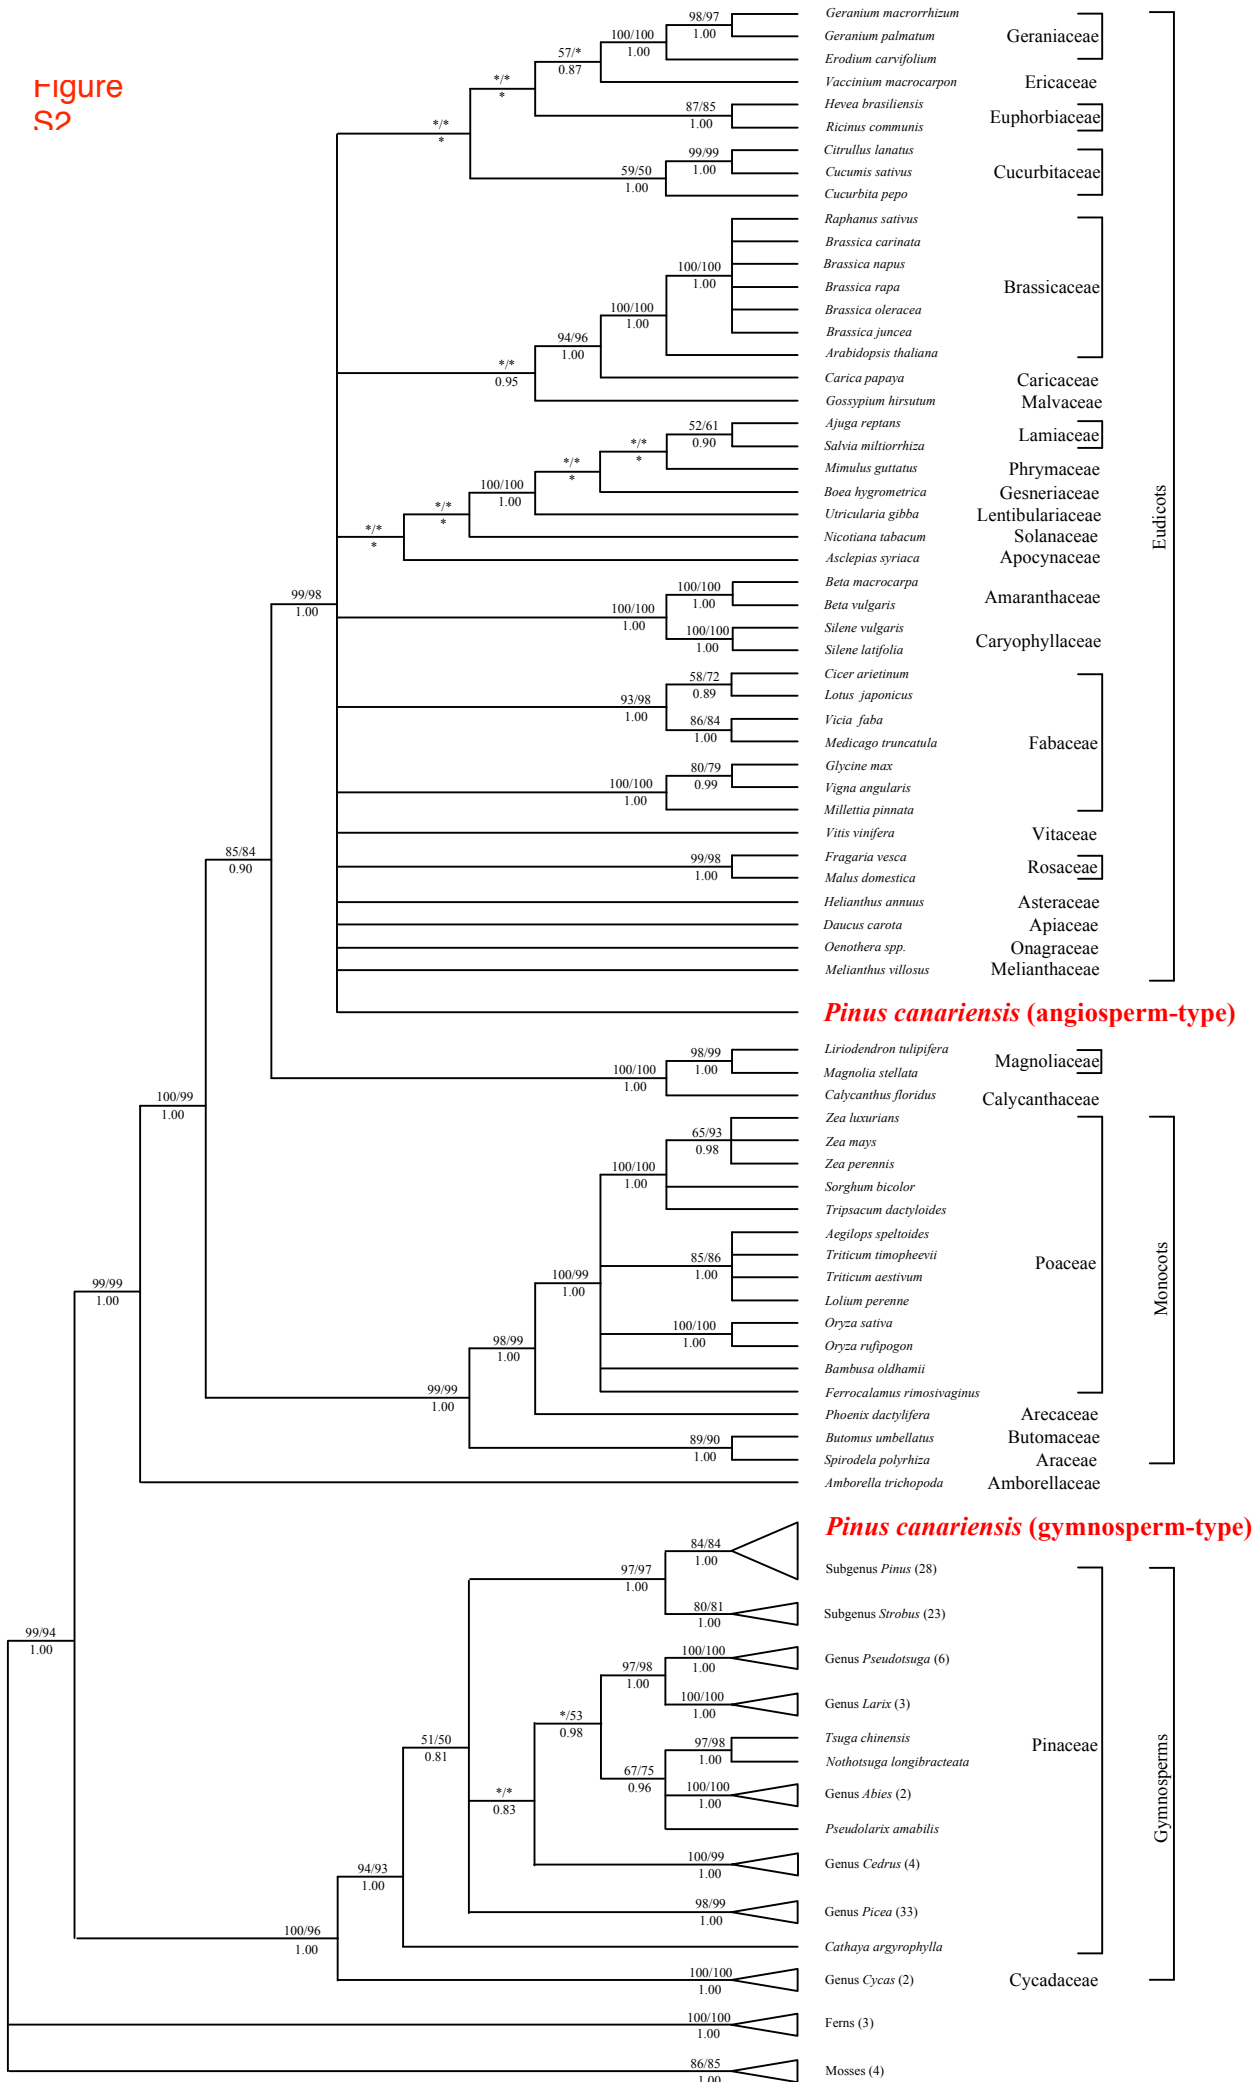 Figure
S2
98/97
1.00
Geranium macrorrhizum
Geranium palmatum
Geraniaceae
100/100
1.00
Erodium carvifolium
57/*
0.87
Vaccinium macrocarpon
Ericaceae
*/*
*
87/85
1.00
Hevea brasiliensis
Ricinus communis
Euphorbiaceae
*/*
*
99/99
1.00
Citrullus lanatus
Cucumis sativus
Cucurbitaceae
59/50
1.00
Cucurbita pepo
Raphanus sativus
Brassica carinata
100/100
1.00
Brassica napus
Brassica rapa
Brassicaceae
100/100
1.00
Brassica oleracea
Brassica juncea
94/96
1.00
Arabidopsis thaliana
*/*
0.95
Carica papaya
Caricaceae
Gossypium hirsutum
Malvaceae
52/61
0.90
Ajuga reptans
Salvia miltiorrhiza
Lamiaceae
*/*
*
Mimulus guttatus
Phrymaceae
*/*
*
Boea hygrometrica
Gesneriaceae
100/100
1.00
Utricularia gibba
Lentibulariaceae
*/*
*
Nicotiana tabacum
Solanaceae
*/*
*
Asclepias syriaca
Apocynaceae
Eudicots
100/100
1.00
Beta macrocarpa
Beta vulgaris
Amaranthaceae
99/98
1.00
100/100
1.00
100/100
1.00
Silene vulgaris
Silene latifolia
Caryophyllaceae
58/72
0.89
Cicer arietinum
Lotus japonicus
93/98
1.00
86/84
1.00
Vicia faba
Medicago truncatula
Fabaceae
80/79
0.99
Glycine max
Vigna angularis
100/100
1.00
Millettia pinnata
Vitis vinifera
Vitaceae
85/84
0.90
99/98
1.00
Fragaria vesca
Malus domestica
Rosaceae
Helianthus annuus
Asteraceae
Daucus carota
Apiaceae
Oenothera spp.
Onagraceae
Melianthus villosus
Melianthaceae
Pinus canariensis (angiosperm-type)
98/99
1.00
Liriodendron tulipifera
Magnolia stellata
Magnoliaceae
100/100
1.00
Calycanthus floridus
Calycanthaceae
100/99
1.00
65/93
0.98
Zea luxurians
Zea mays
Zea perennis
100/100
1.00
Sorghum bicolor
Tripsacum dactyloides
85/86
1.00
Aegilops speltoides
Triticum timopheevii
Triticum aestivum
Lolium perenne
Poaceae
Monocots
99/99
1.00
100/99
1.00
100/100
1.00
Oryza sativa
Oryza rufipogon
98/99
1.00
Bambusa oldhamii
Ferrocalamus rimosivaginus
99/99
1.00
Phoenix dactylifera
Arecaceae
89/90
1.00
Butomus umbellatus
Butomaceae
Spirodela polyrhiza
Araceae
Amborella trichopoda
Amborellaceae
Pinus canariensis (gymnosperm-type)
84/84
1.00
Subgenus Pinus (28)
97/97
1.00
80/81
1.00
Subgenus Strobus (23)
99/94
1.00
100/100
1.00
Genus Pseudotsuga (6)
97/98
1.00
100/100
1.00
Genus Larix (3)
*/53
0.98
97/98
1.00
Tsuga chinensis
Nothotsuga longibracteata
Pinaceae
51/50
0.81
67/75
0.96
100/100
1.00
Genus Abies (2)
*/*
0.83
Pseudolarix amabilis
Gymnosperms
100/99
1.00
Genus Cedrus (4)
94/93
1.00
98/99
1.00
Genus Picea (33)
100/96
1.00
Cathaya argyrophylla
100/100
1.00
Genus Cycas (2)
Cycadaceae
100/100
1.00
Ferns (3)
86/85
1.00
Mosses (4)